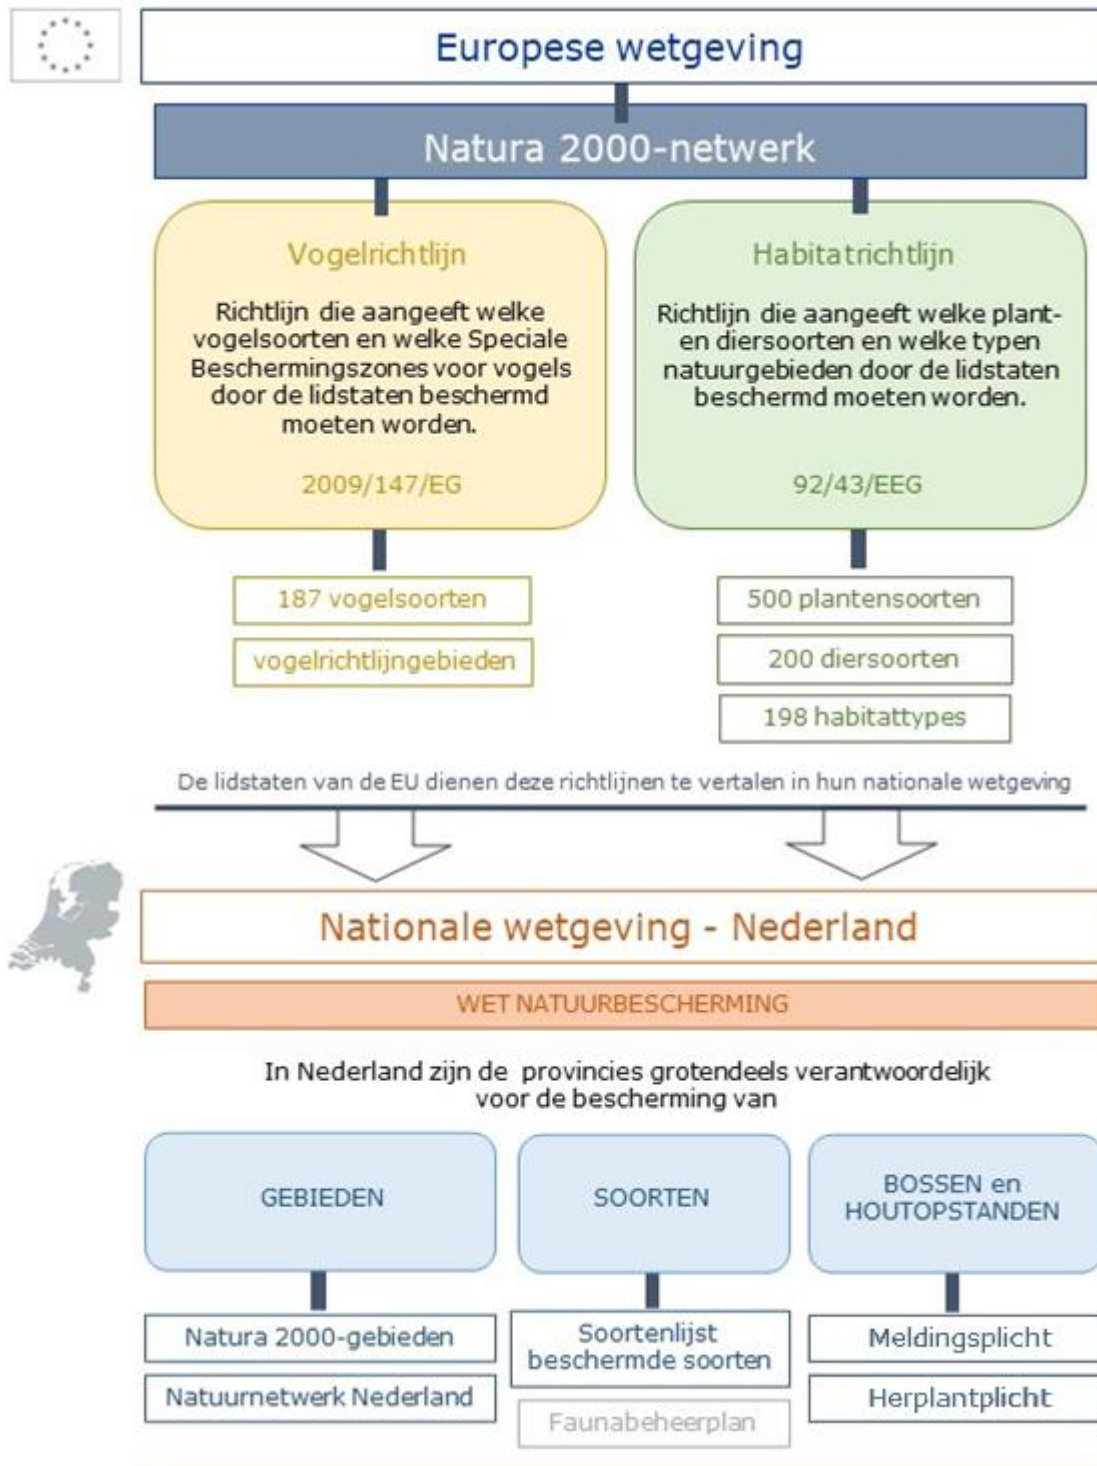 Europese wetgeving
Natura 2000-netwerk
Vogelrichtlijn
Richtlijn die aangeeft welke
vogelsoorten en welke Speciale
Beschermingszones voor vogels
door de lidstaten beschermd
moeten worden.
2009/147/EG
187 vogelsoorten
vogelrichtlijngebieden
Habitatrichtlijn
Richtlijn die aangeeft welke plant-
en diersoorten en welke typen
natuurgebieden door de lidstaten
beschermd moeten worden.
92/43/EEG
500 plantensoorten
200 diersoorten
198 habitattypes
De lidstaten van de EU dienen deze richtlijnen te vertalen in hun nationale wetgeving
Nationale wetgeving - Nederland
WET NATUURBESCHERMING
In Nederland zijn de provincies grotendeels verantwoordelijk
voor de bescherming van
GEBIEDEN
Natura 2000-gebieden
Natuurnetwerk Nederland
SOORTEN
Soortenlijst
beschermde soorten
Faunabeheerplan
BOSSEN en
HOUTOPSTANDEN
Meldingsplicht
Herplantplicht